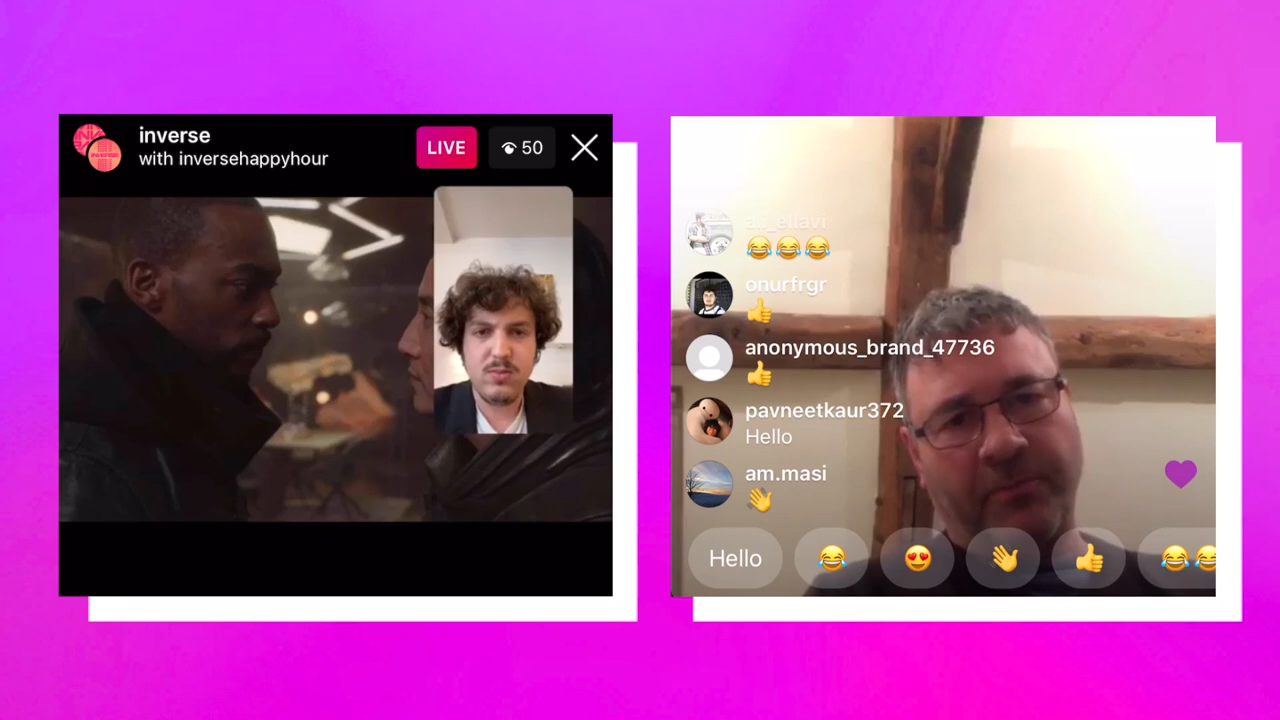 inverse
with inversehappyhour
LIVE
50
onurfrgr
anonymous_brand_47736
pavneetkaur372
Hello
am.masi
Hello